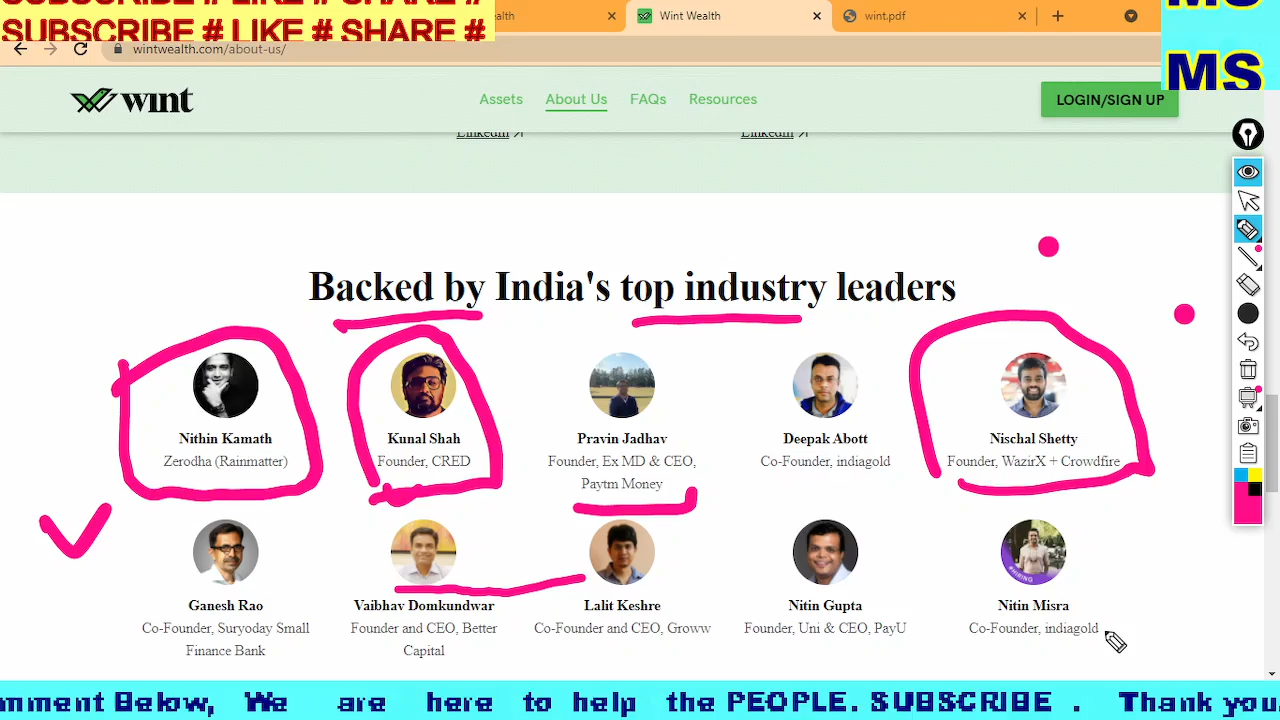 SUBSCRIBE # LIKE # SHARE #
SUBSCRIBE # LIKE # SHARE #
Wint Wealth
wint.pdf
MS
MS
wintwealth.com/about-us/
wint
Assets
About Us
FAQs
Resources
LOGIN/SIGN UP
LinkedIn
LinkedIn
Backed by India's top industry leaders
Nithin Kamath
Zerodha (Rainmatter)
Kunal Shah
Founder, CRED
Pravin Jadhav
Founder, Ex MD & CEO,
Paytm Money
Deepak Abott
Co-Founder, indiagold
Nischal Shetty
Founder, WazirX + Crowdfire
Ganesh Rao
Co-Founder, Suryoday Small
Finance Bank
Vaibhav Domkundwar
Founder and CEO, Better
Capital
Lalit Keshre
Co-Founder and CEO, Groww
Nitin Gupta
Founder, Uni & CEO, PayU
#HIRING
Nitin Misra
Co-Founder, indiagold
Below, We are here to help the PEOPLE. SUBSCRIBE . Thank you